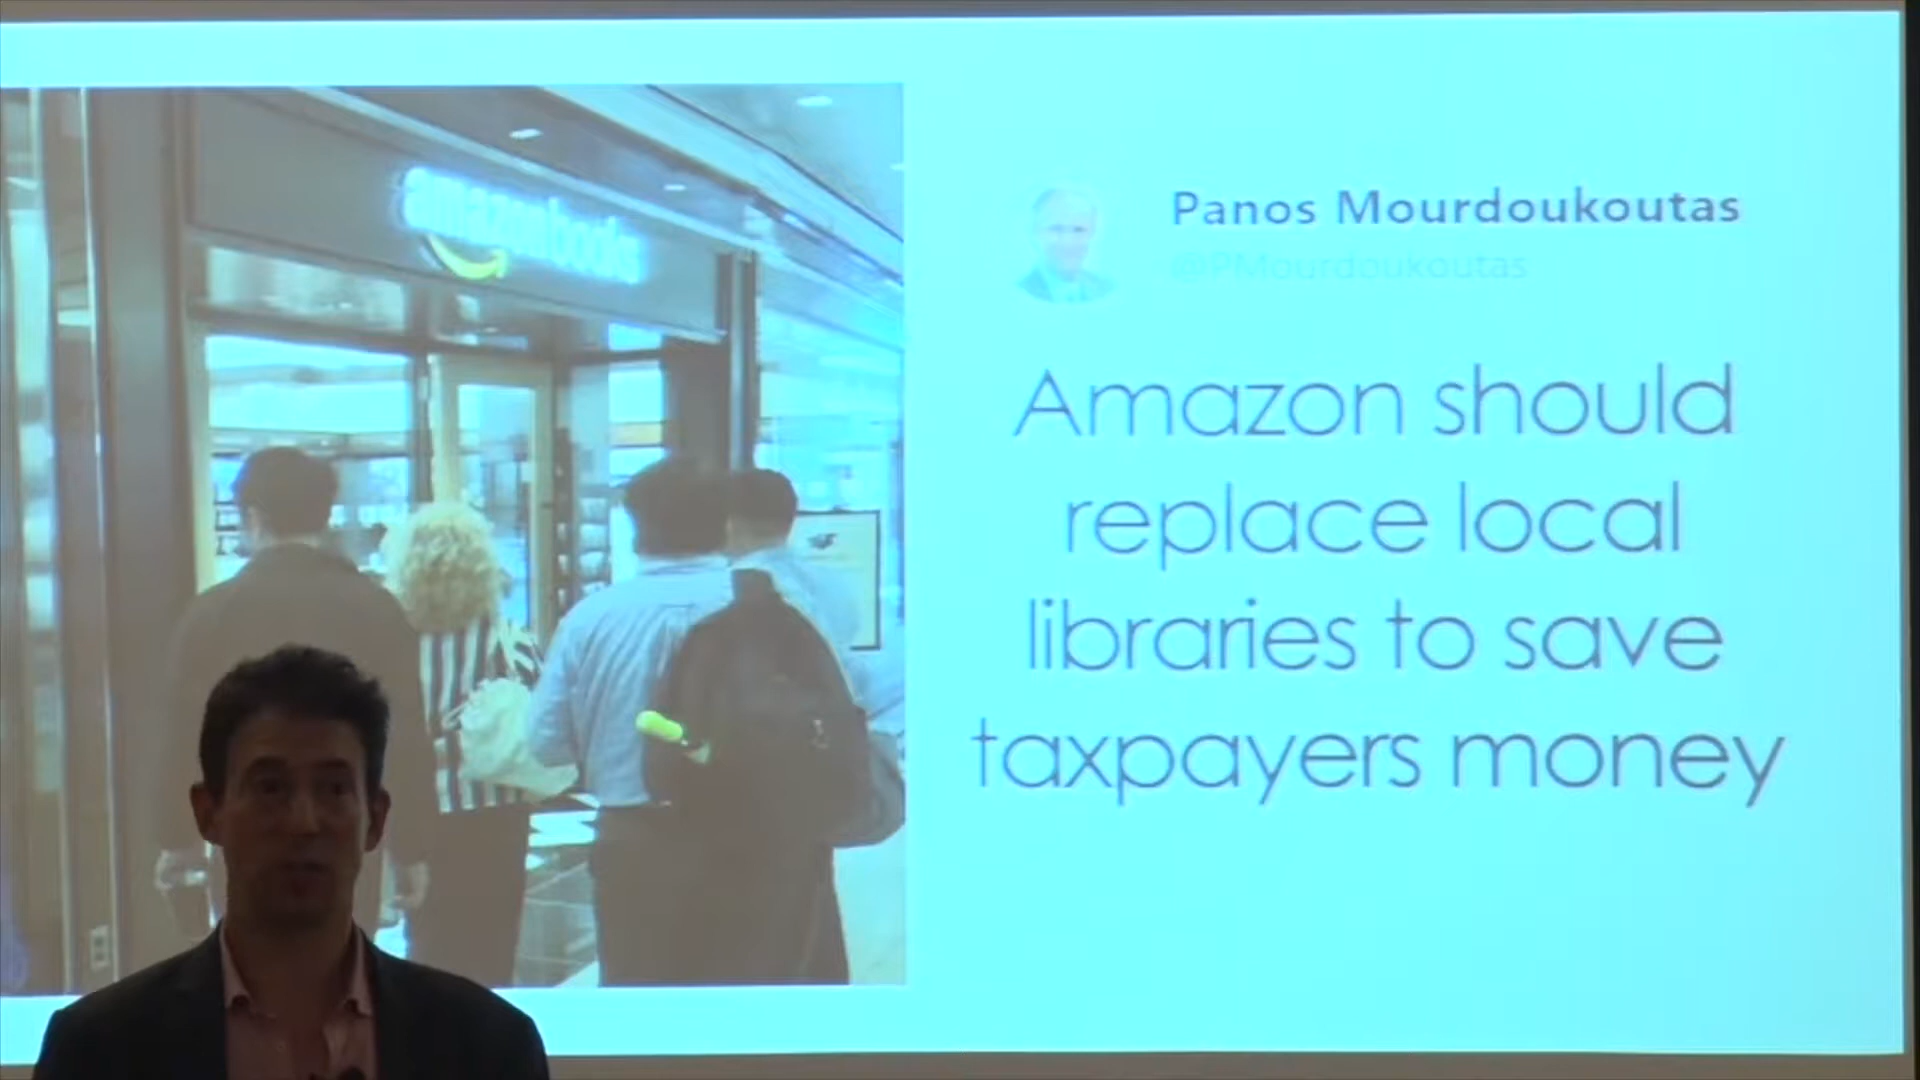 amazonbooks
Panos Mourdoukoutas
@PMourdoukoutas
Amazon should
replace local
libraries to save
taxpayers money